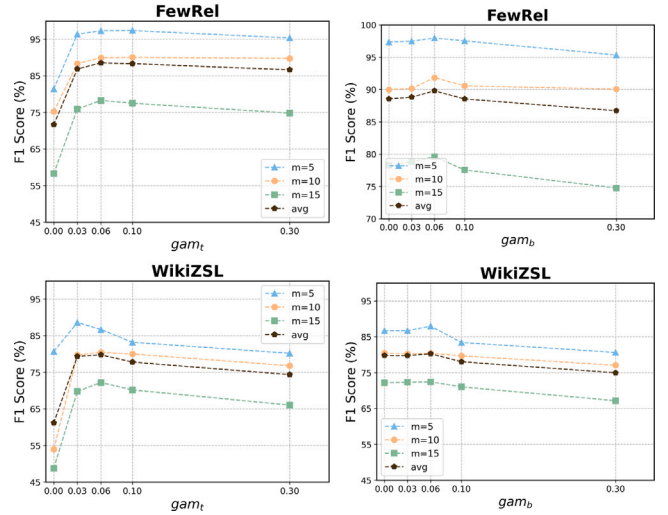 FewRel
F1 Score (%)
95
85
75
65
55
45
m=5
m=10
m=15
avg
0.00 0.03 0.06 0.10 0.30
gam_t
FewRel
F1 Score (%)
100
95
90
85
80
75
70
m=5
m=10
m=15
avg
0.00 0.03 0.06 0.10 0.30
gam_b
WikiZSL
F1 Score (%)
95
85
75
65
55
45
m=5
m=10
m=15
avg
0.00 0.03 0.06 0.10 0.30
gam_t
WikiZSL
F1 Score (%)
95
85
75
65
55
45
m=5
m=10
m=15
avg
0.00 0.03 0.06 0.10 0.30
gam_b